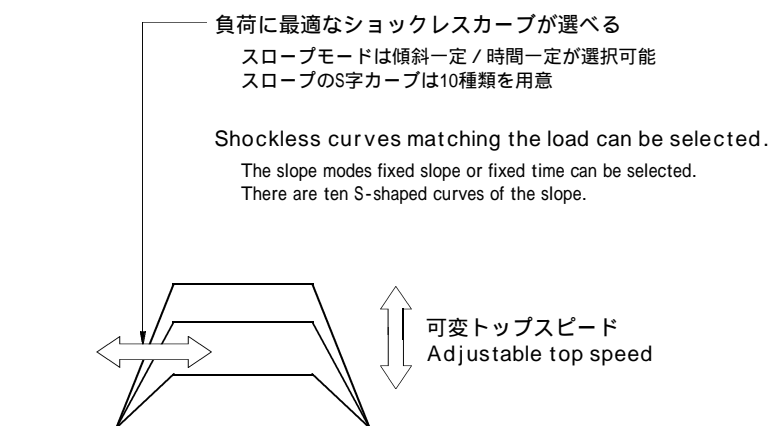 負荷に最適なショックレスカーブが選べる
スロープモードは傾斜一定 / 時間一定が選択可能
スロープのS字カーブは10種類を用意
Shockless curves matching the load can be selected.
The slope modes fixed slope or fixed time can be selected.
There are ten S-shaped curves of the slope.
可変トップスピード
Adjustable top speed